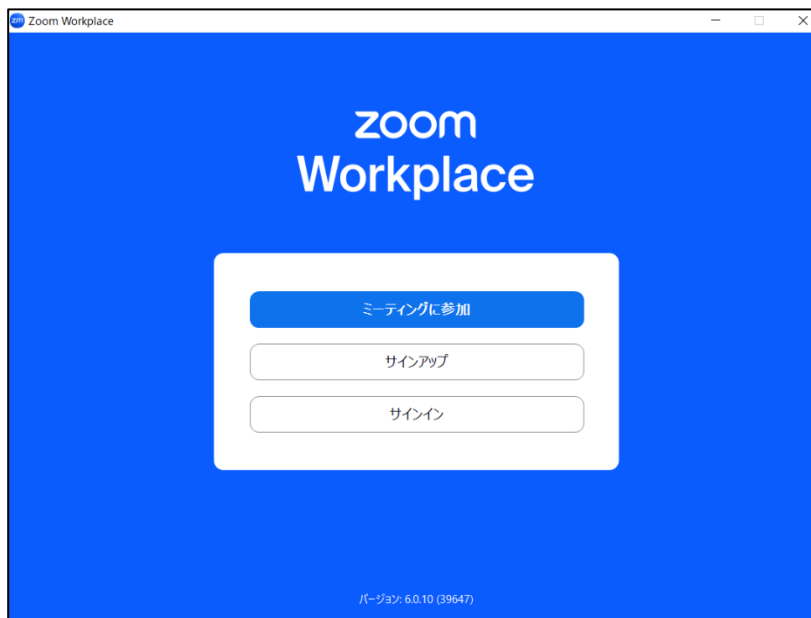 zm Zoom Workplace
zoom
Workplace
ミーティングに参加
サインアップ
サインイン
バージョン: 6.0.10 (39647)